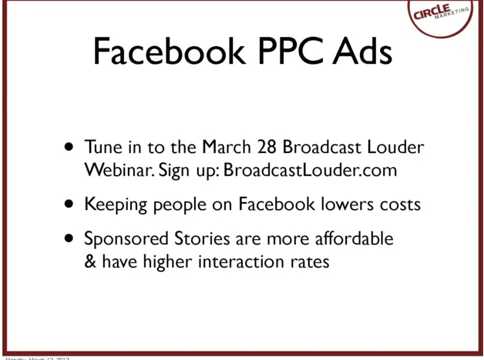 CIRCLE
MARKETING
Facebook PPC Ads
• Tune in to the March 28 Broadcast Louder
Webinar. Sign up: BroadcastLouder.com
• Keeping people on Facebook lowers costs
• Sponsored Stories are more affordable
& have higher interaction rates